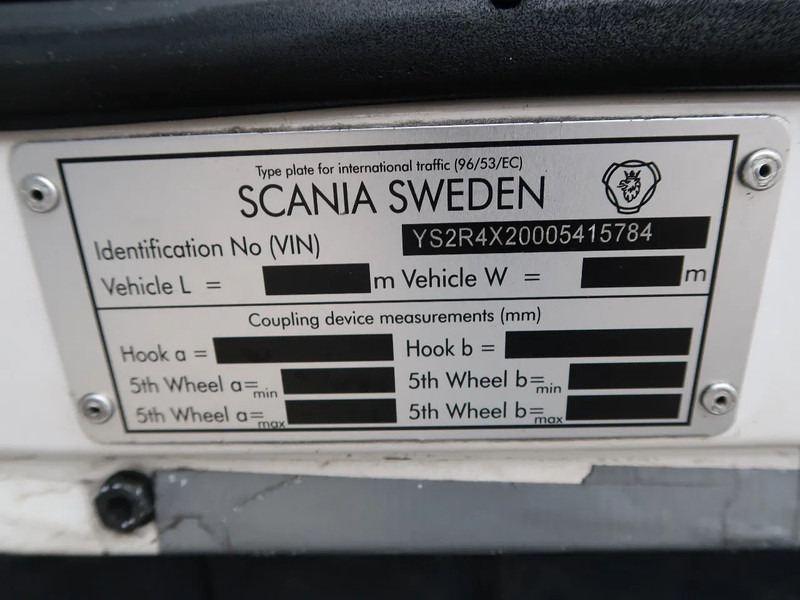 Type plate for international traffic (96/53/EC)
SCANIA SWEDEN
Identification No (VIN) YS2R4X20005415784
Vehicle L = m Vehicle W = m
Coupling device measurements (mm)
Hook a = Hook b =
5th Wheel a=min 5th Wheel b=min
5th Wheel a=max 5th Wheel b=max